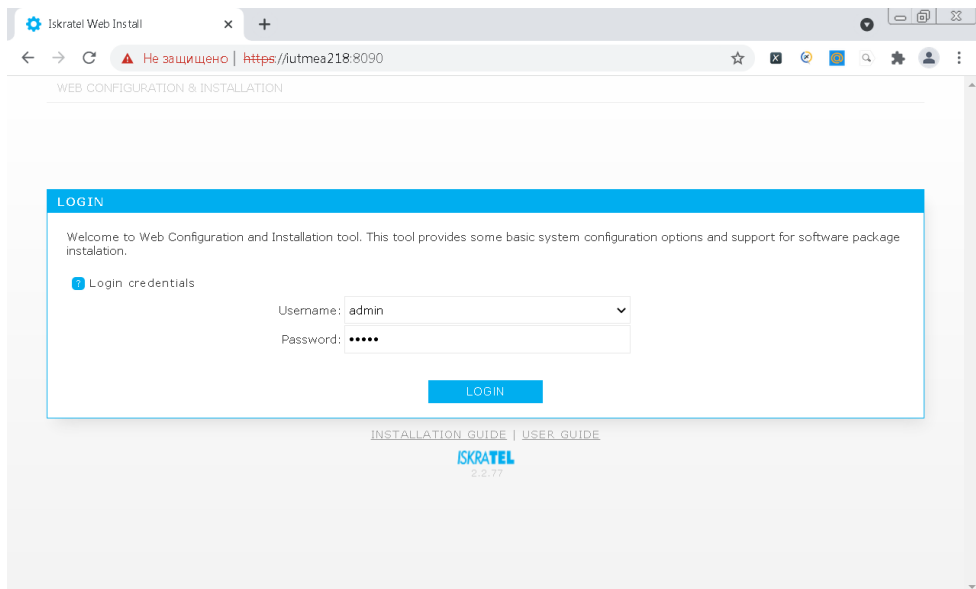 Iskratel Web Install
Не защищено | https://iutmea218:8090
WEB CONFIGURATION & INSTALLATION
LOGIN
Welcome to Web Configuration and Installation tool. This tool provides some basic system configuration options and support for software package
instalation.
? Login credentials
Username: admin
Password: •••••
LOGIN
INSTALLATION GUIDE | USER GUIDE
ISKRATEL
2.2.77